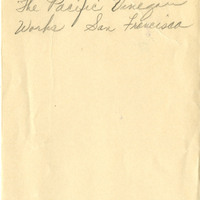 The Pacific Vinegar
Works San Francisco